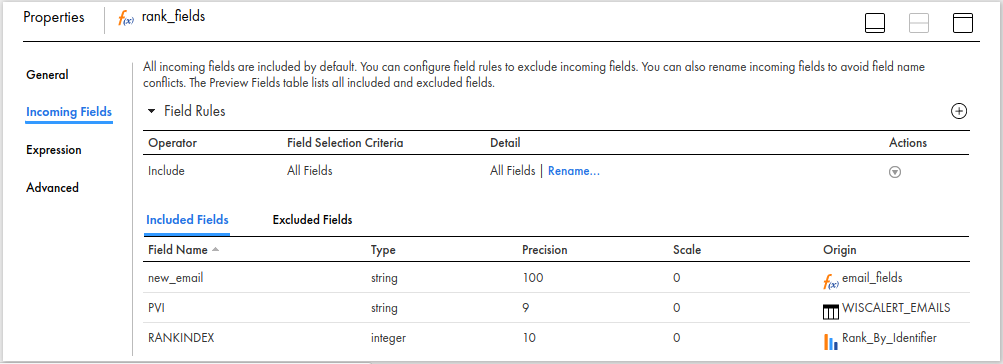 Properties
f(x) rank_fields
General
Incoming Fields
Expression
Advanced
All incoming fields are included by default. You can configure field rules to exclude incoming fields. You can also rename incoming fields to avoid field name
conflicts. The Preview Fields table lists all included and excluded fields.
Field Rules
Operator Field Selection Criteria Detail Actions
Include All Fields All Fields | Rename...
Included Fields Excluded Fields
Field Name Type Precision Scale Origin
new_email string 100 0 f(x) email_fields
PVI string 9 0 WISCALERT_EMAILS
RANKINDEX integer 10 0 Rank_By_Identifier